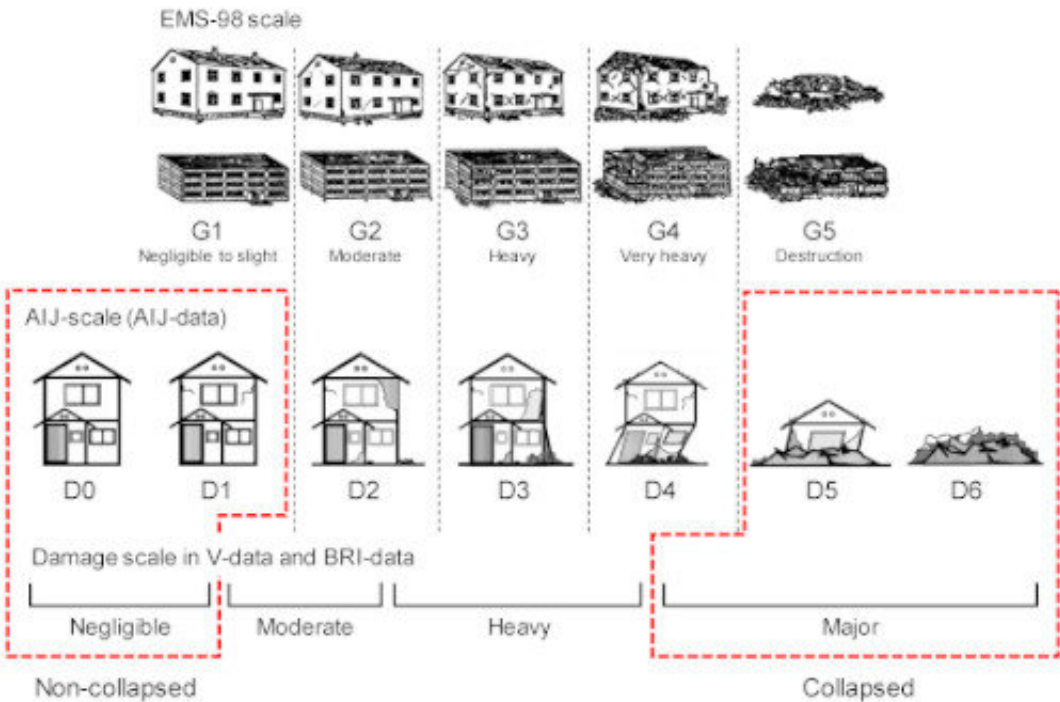 EMS-98 scale
G1 G2 G3 G4 G5
Negligible to slight Moderate Heavy Very heavy Destruction
AIJ-scale (AIJ-data)
D0 D1 D2 D3 D4 D5 D6
Damage scale in V-data and BRI-data
Negligible Moderate Heavy Major
Non-collapsed Collapsed